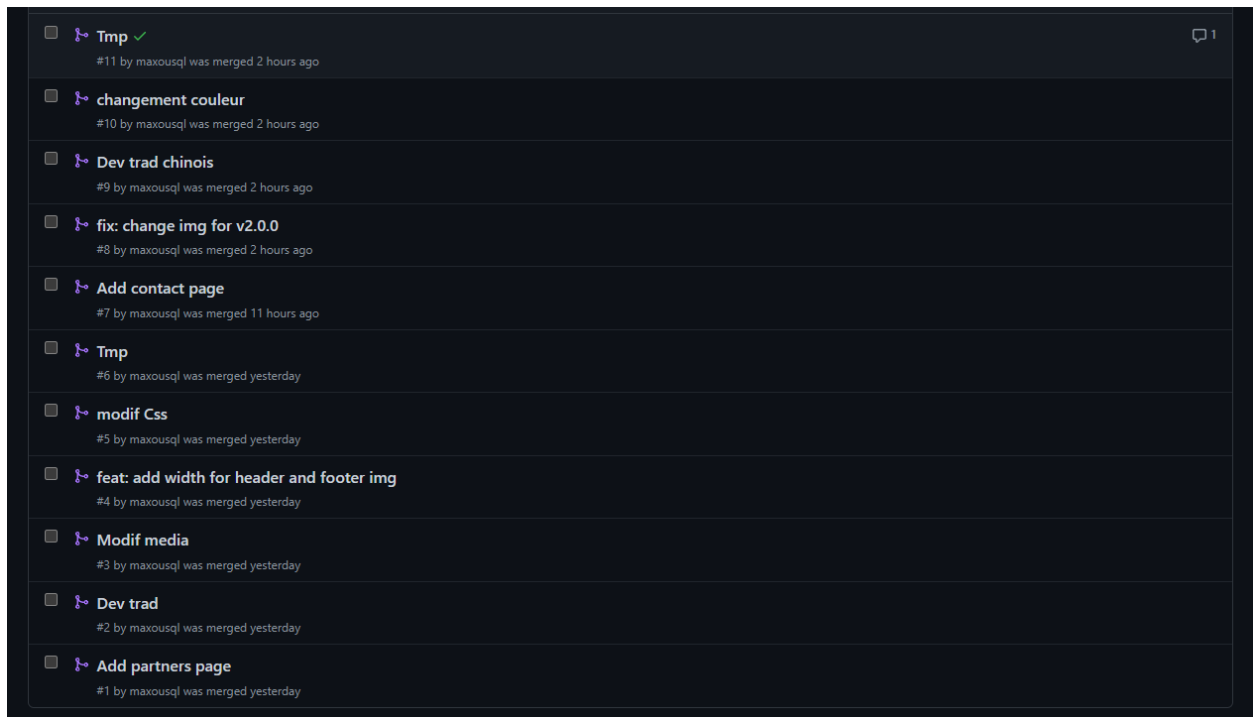 Tmp
1
#11 by maxousql was merged 2 hours ago
changement couleur
#10 by maxousql was merged 2 hours ago
Dev trad chinois
#9 by maxousql was merged 2 hours ago
fix: change img for v2.0.0
#8 by maxousql was merged 2 hours ago
Add contact page
#7 by maxousql was merged 11 hours ago
Tmp
#6 by maxousql was merged yesterday
modif Css
#5 by maxousql was merged yesterday
feat: add width for header and footer img
#4 by maxousql was merged yesterday
Modif media
#3 by maxousql was merged yesterday
Dev trad
#2 by maxousql was merged yesterday
Add partners page
#1 by maxousql was merged yesterday